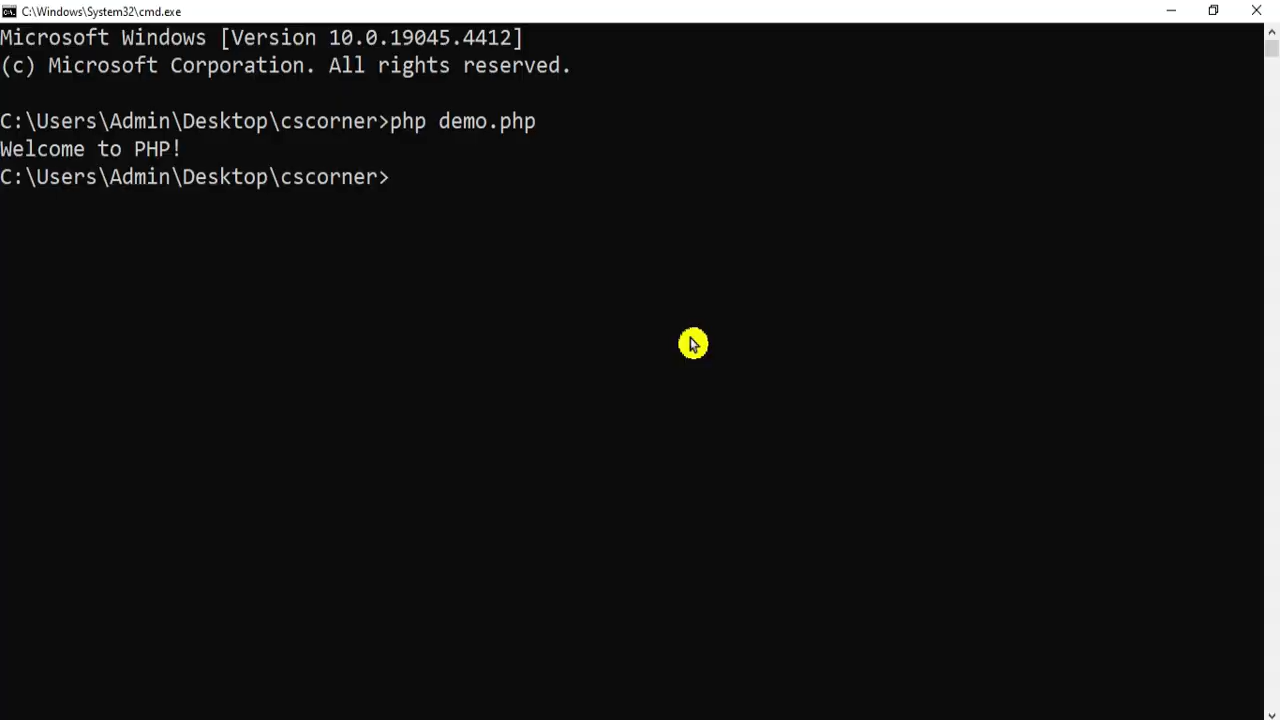 C:\Windows\System32\cmd.exe
Microsoft Windows [Version 10.0.19045.4412]
(c) Microsoft Corporation. All rights reserved.
C:\Users\Admin\Desktop\cscorner>php demo.php
Welcome to PHP!
C:\Users\Admin\Desktop\cscorner>